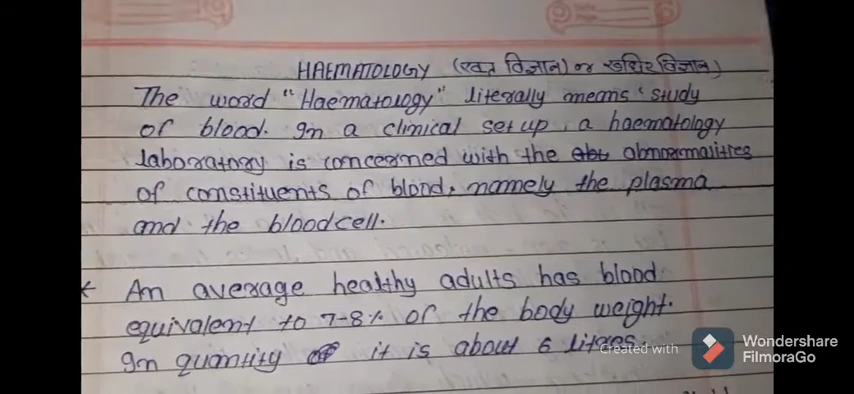 HAEMATOLOGY (रक्त विज्ञान) or रुधिर विज्ञान)
The word "Haematology" literally means 'study
of blood. In a clinical set up, a haematology
laboratory is concerned with the abnormalities
of constituents of blood, namely the plasma
and the bloodcell.
An average healthy adults has blood
equivalent to 7-8% of the body weight.
In quantity it is about 6 litres.
Created with
Wondershare
FilmoraGo